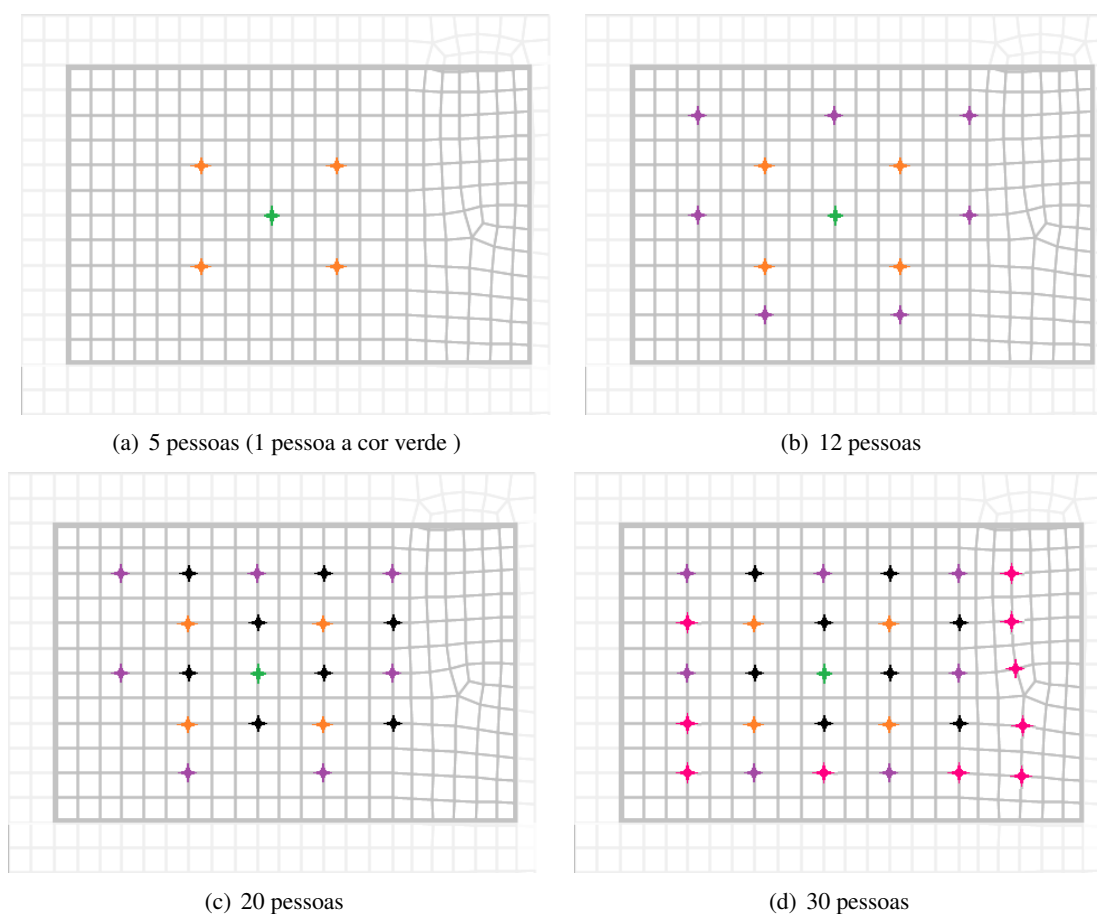 (a) 5 pessoas (1 pessoa a cor verde )
(b) 12 pessoas
(c) 20 pessoas
(d) 30 pessoas